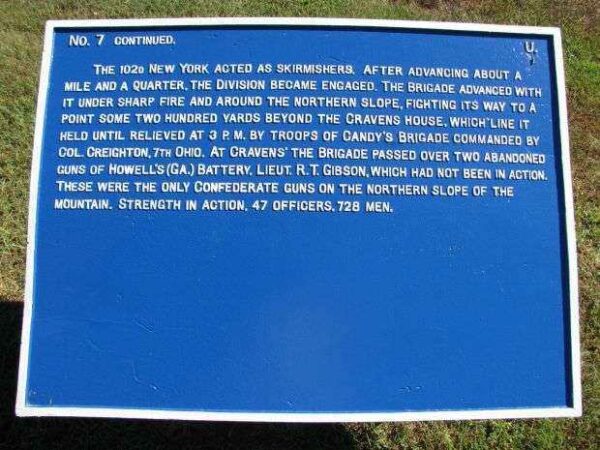 No. 7 CONTINUED.
U.
THE 102D NEW YORK ACTED AS SKIRMISHERS. AFTER ADVANCING ABOUT A
MILE AND A QUARTER, THE DIVISION BECAME ENGAGED. THE BRIGADE ADVANCED WITH
IT UNDER SHARP FIRE AND AROUND THE NORTHERN SLOPE, FIGHTING ITS WAY TO A
POINT SOME TWO HUNDRED YARDS BEYOND THE CRAVENS HOUSE, WHICH LINE IT
HELD UNTIL RELIEVED AT 3 P.M. BY TROOPS OF CANDY'S BRIGADE COMMANDED BY
COL. CREIGHTON, 7TH OHIO. AT CRAVENS' THE BRIGADE PASSED OVER TWO ABANDONED
GUNS OF HOWELL'S (GA.) BATTERY, LIEUT. R.T. GIBSON, WHICH HAD NOT BEEN IN ACTION.
THESE WERE THE ONLY CONFEDERATE GUNS ON THE NORTHERN SLOPE OF THE
MOUNTAIN. STRENGTH IN ACTION, 47 OFFICERS, 728 MEN.